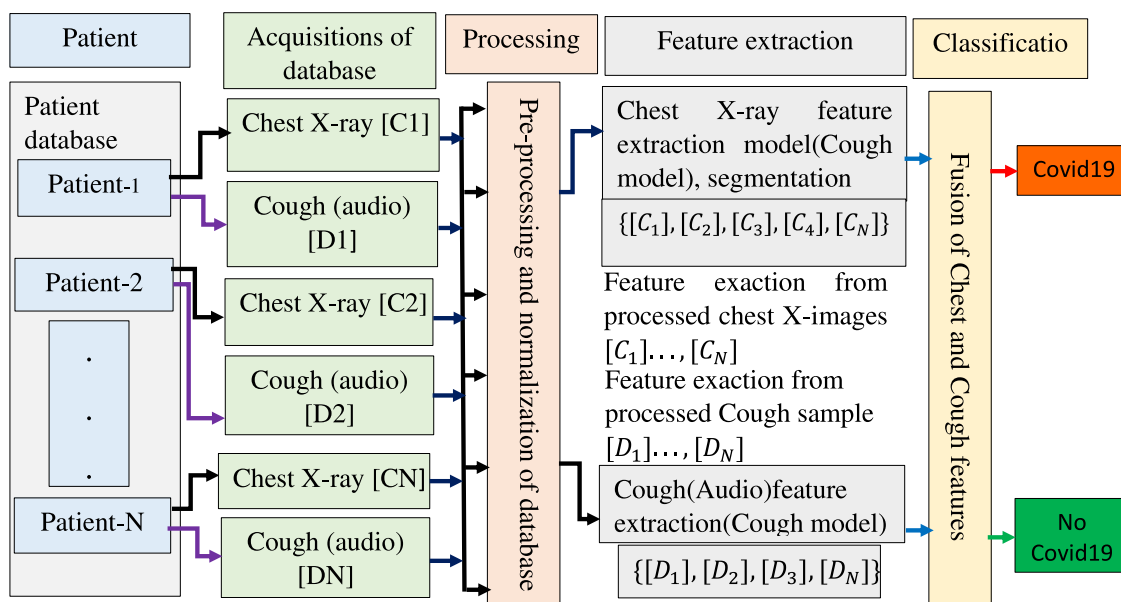 Patient
Acquisitions of
database
Processing
Feature extraction
Classificatio
Patient
database
Patient-1
Patient-2
.
.
.
Patient-N
Chest X-ray [C1]
Cough (audio)
[D1]
Chest X-ray [C2]
Cough (audio)
[D2]
Chest X-ray [CN]
Cough (audio)
[DN]
Pre-processing and normalization of database
Chest X-ray feature
extraction model(Cough
model), segmentation
{[C₁], [C₂], [C₃], [C₄], [C_N]}
Feature exaction from
processed chest X-images
[C₁]..., [C_N]
Feature exaction from
processed Cough sample
[D₁]..., [D_N]
Cough(Audio)feature
extraction(Cough model)
{[D₁], [D₂], [D₃], [D_N]}
Fusion of Chest and Cough features
Covid19
No
Covid19